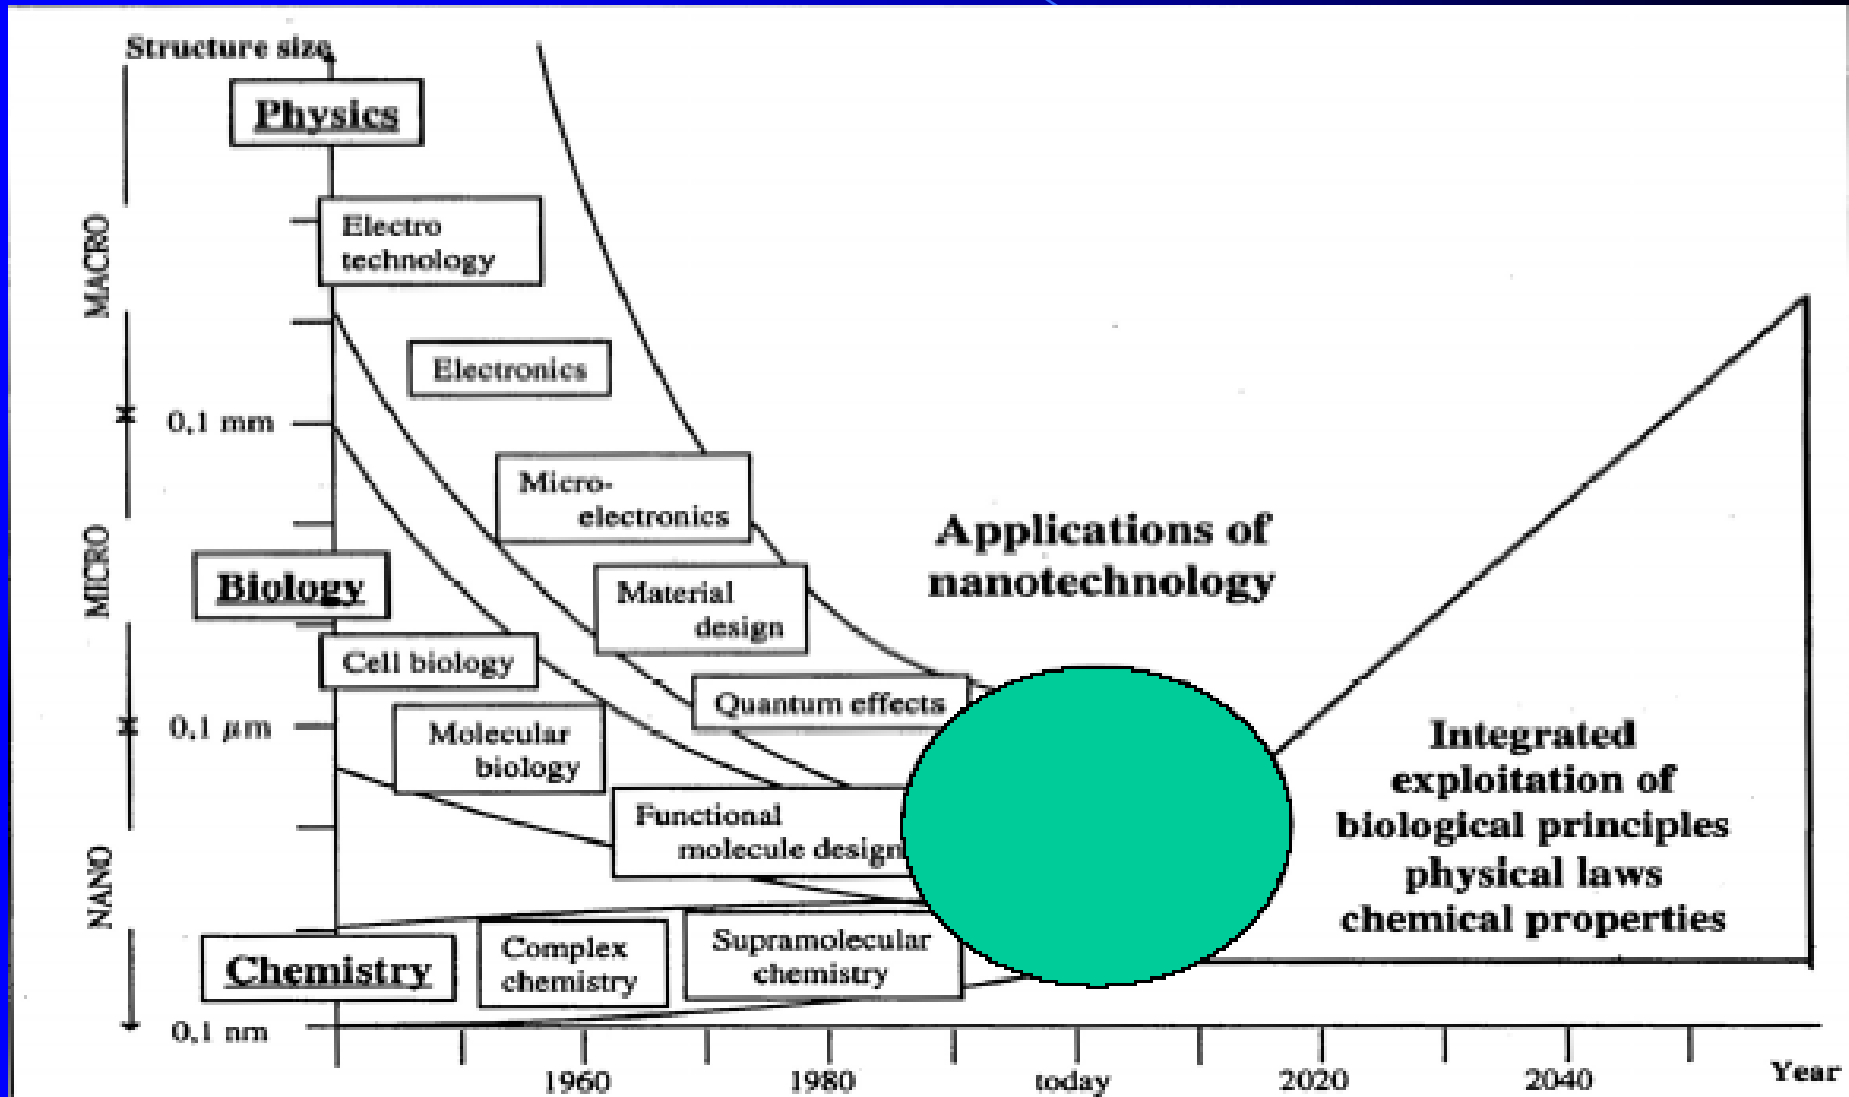 Structure size
Physics
Electro
technology
Electronics
Micro-
electronics
Material
design
Quantum effects
MACRO
0,1 mm
MICRO
Biology
Cell biology
0,1 μm
Molecular
biology
Functional
molecule design
NANO
Chemistry
Complex
chemistry
Supramolecular
chemistry
0,1 nm
Applications of
nanotechnology
Integrated
exploitation of
biological principles
physical laws
chemical properties
1960
1980
today
2020
2040
Year